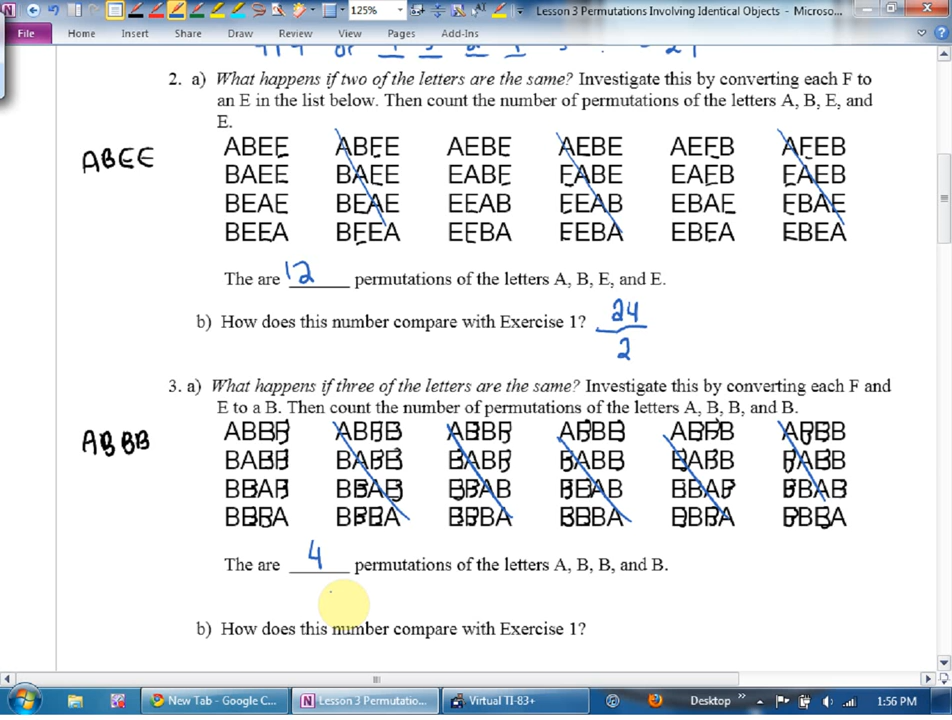 125%
Lesson 3 Permutations Involving Identical Objects - Microso...
File Home Insert Share Draw Review View Pages Add-Ins
4! or 4 3 2 1 = 24
2. a) What happens if two of the letters are the same? Investigate this by converting each F to
an E in the list below. Then count the number of permutations of the letters A, B, E, and
E.
ABEE
ABEE ABEE AEBE AEBE AEEB AEEB
BAEE BAEE EABE EABE EAEB EAEB
BEAE BEAE EEAB EEAB EBAE EBAE
BEEA BEEA EEBA EEBA EBEA EBEA
The are 12 permutations of the letters A, B, E, and E.
b) How does this number compare with Exercise 1? 24
2
3. a) What happens if three of the letters are the same? Investigate this by converting each F and
E to a B. Then count the number of permutations of the letters A, B, B, and B.
ABBB
ABBB ABBB ABBB ABBB ABBB ABBB
BABB BABB BABB BABB BABB BABB
BBAB BBAB BBAB BBAB BBAB BBAB
BBBA BBBA BBBA BBBA BBBA BBBA
The are 4 permutations of the letters A, B, B, and B.
b) How does this number compare with Exercise 1?
New Tab - Google C... Lesson 3 Permutatio... Virtual TI-83+ Desktop » 1:56 PM